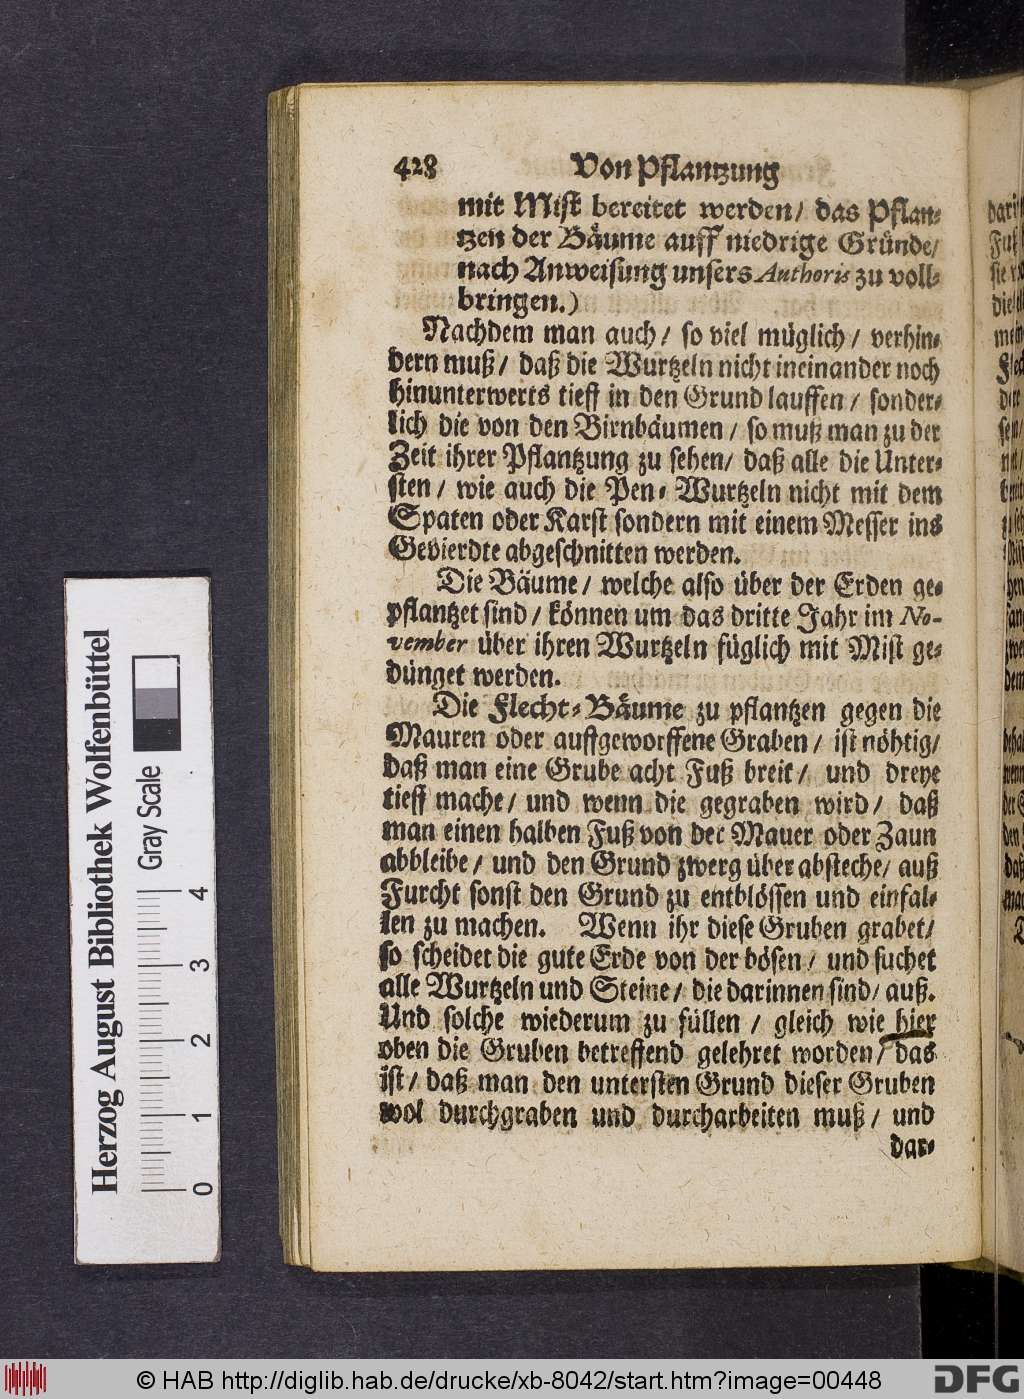 428 Von Pflantzung
mit Mist bereitet werden/ das Pflan-
tzen der Bäume auff niedrige Gründe/
nach Anweisung unsers Authoris zu voll-
bringen.)
Nachdem man auch/ so viel müglich/ verhin-
dern muß/ daß die Wurtzeln nicht ineinander noch
hinunterwerts tieff in den Grund lauffen/ sonder-
lich die von den Birnbäumen/ so muß man zu der
Zeit ihrer Pflantzung zu sehen/ daß alle die Unter-
sten/ wie auch die Pen-Wurtzeln nicht mit dem
Spaten oder Karst sondern mit einem Messer ins
Gevierdte abgeschnitten werden.
Die Bäume/ welche also über der Erden ge-
pflantzet sind/ können um das dritte Jahr im No-
vember über ihren Wurtzeln füglich mit Mist ge-
dünget werden.
Die Flecht-Bäume zu pflantzen gegen die
Mauren oder auffgeworffene Graben/ ist nöhtig/
daß man eine Grube acht Fuß breit/ und dreye
tieff mache/ und wenn die gegraben wird/ daß
man einen halben Fuß von der Mauer oder Zaun
abbleibe/ und den Grund zwerg über absteche/ auß
Furcht sonst den Grund zu entblössen und einfal-
len zu machen. Wenn ihr diese Gruben grabet/
so scheidet die gute Erde von der bösen/ und suchet
alle Wurtzeln und Steine/ die darinnen sind/ auß.
Und solche wiederum zu füllen/ gleich wie hier
oben die Gruben betreffend gelehret worden/ das
ist/ daß man den untersten Grund dieser Gruben
wol durchgraben und durcharbeiten muß/ und
dar-
Herzog August Bibliothek Wolfenbüttel
Gray Scale
0 1 2 3 4
© HAB http://diglib.hab.de/drucke/xb-8042/start.htm?image=00448
DFG